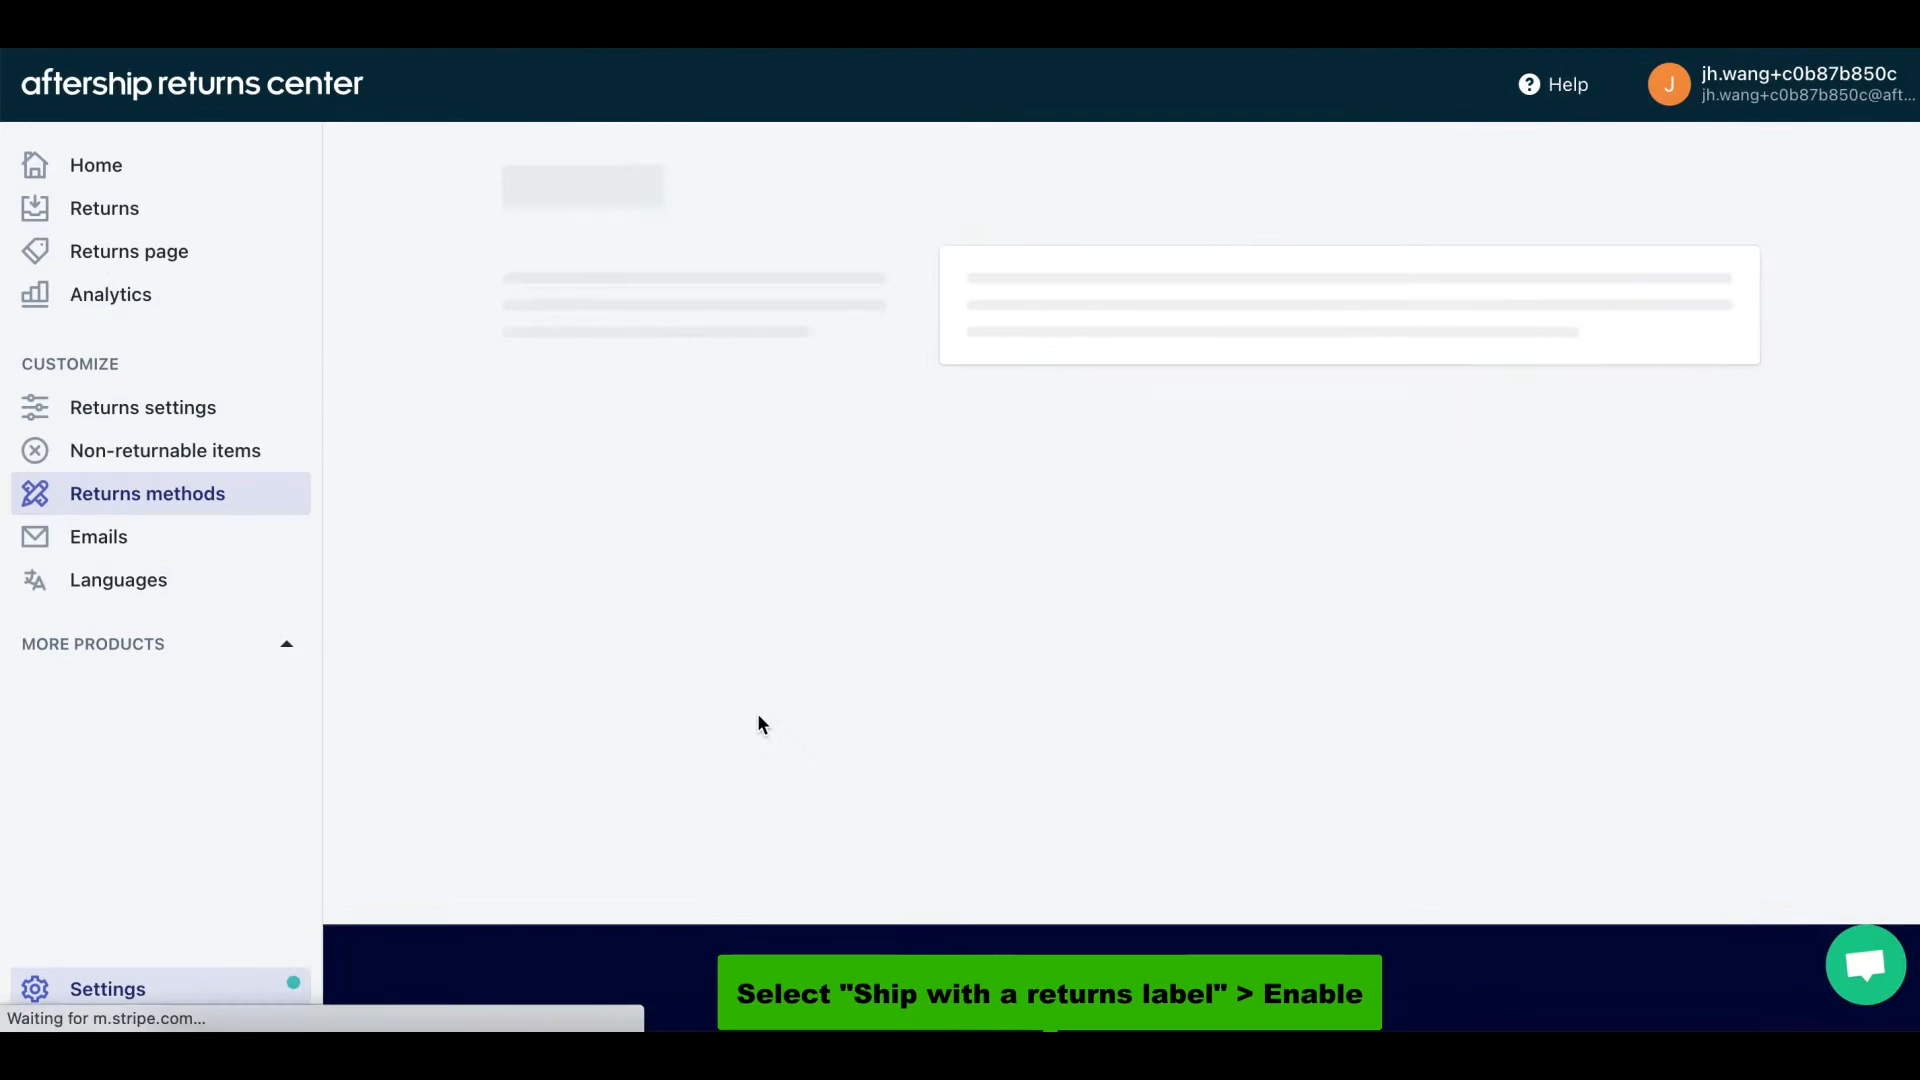 aftership returns center
? Help
J
jh.wang+c0b87b850c
jh.wang+c0b87b850c@aft...
Home
Returns
Returns page
Analytics
CUSTOMIZE
Returns settings
Non-returnable items
Returns methods
Emails
Languages
MORE PRODUCTS
Settings
Waiting for m.stripe.com...
Select "Ship with a returns label" > Enable